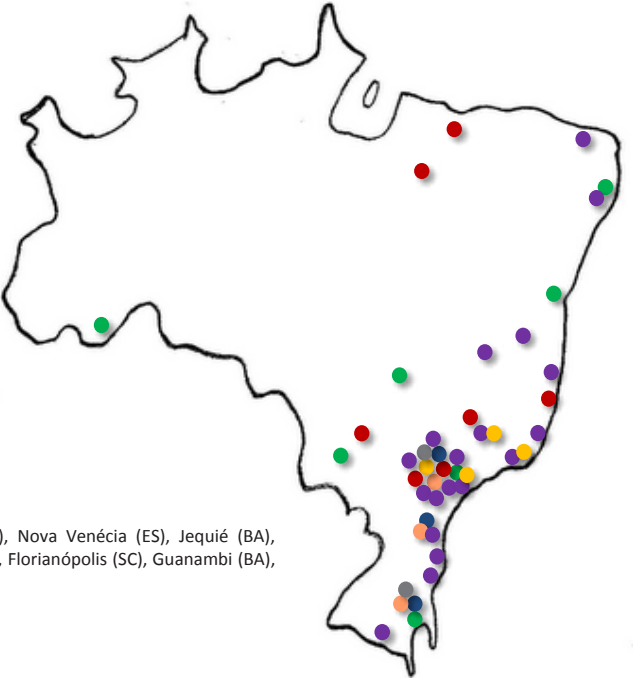 ), Nova Venécia (ES), Jequié (BA),
, Florianópolis (SC), Guanambi (BA),